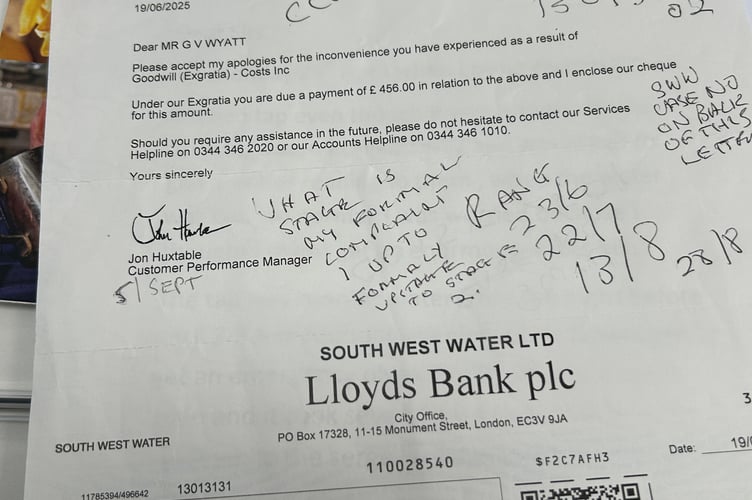 19/06/2025
Dear MR G V WYATT
Please accept my apologies for the inconvenience you have experienced as a result of
Goodwill (Exgratia) - Costs Inc
Under our Exgratia you are due a payment of £ 456.00 in relation to the above and I enclose our cheque
for this amount.
SWW
CASE NO
ON BACK
OF THIS
LETTER
Should you require any assistance in the future, please do not hesitate to contact our Services
Helpline on 0344 346 2020 or our Accounts Helpline on 0344 346 1010.
Yours sincerely
WHAT
STAGE IS
MY FORMAL
COMPLAINT
1 UP TO
FORMALLY
UPSTAGE
TO STAGE
2.
RANG
23/6
22/7
13/8
28/8
Jon Huxtable
Jon Huxtable
Customer Performance Manager
5/SEPT
SOUTH WEST WATER LTD
Lloyds Bank plc
City Office,
PO Box 17328, 11-15 Monument Street, London, EC3V 9JA
SOUTH WEST WATER
Date:
110028540
$F2C7AFH3
11785394/496642
13013131